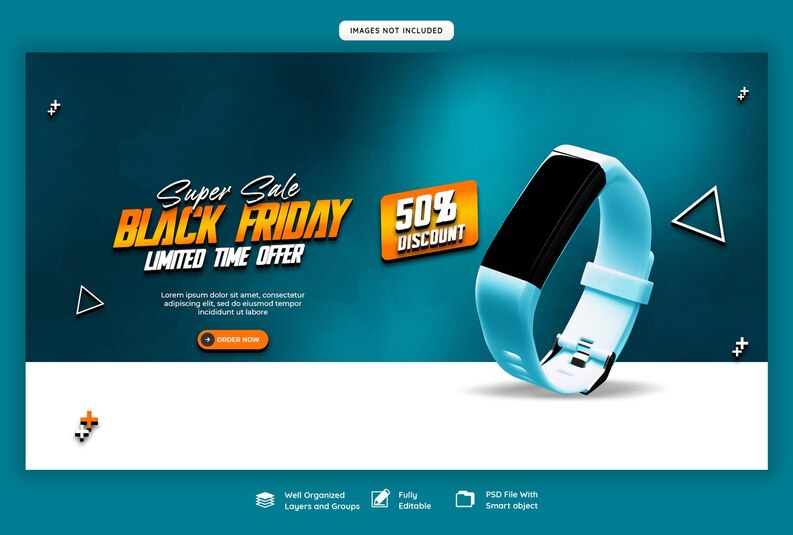 IMAGES NOT INCLUDED
Super Sale
BLACK FRIDAY
LIMITED TIME OFFER
50%
DISCOUNT
Lorem ipsum dolor sit amet, consectetur
adipiscing elit, sed do eiusmod tempor
incididunt ut labore
ORDER NOW
Well Organized
Layers and Groups
Fully
Editable
PSD File With
Smart object